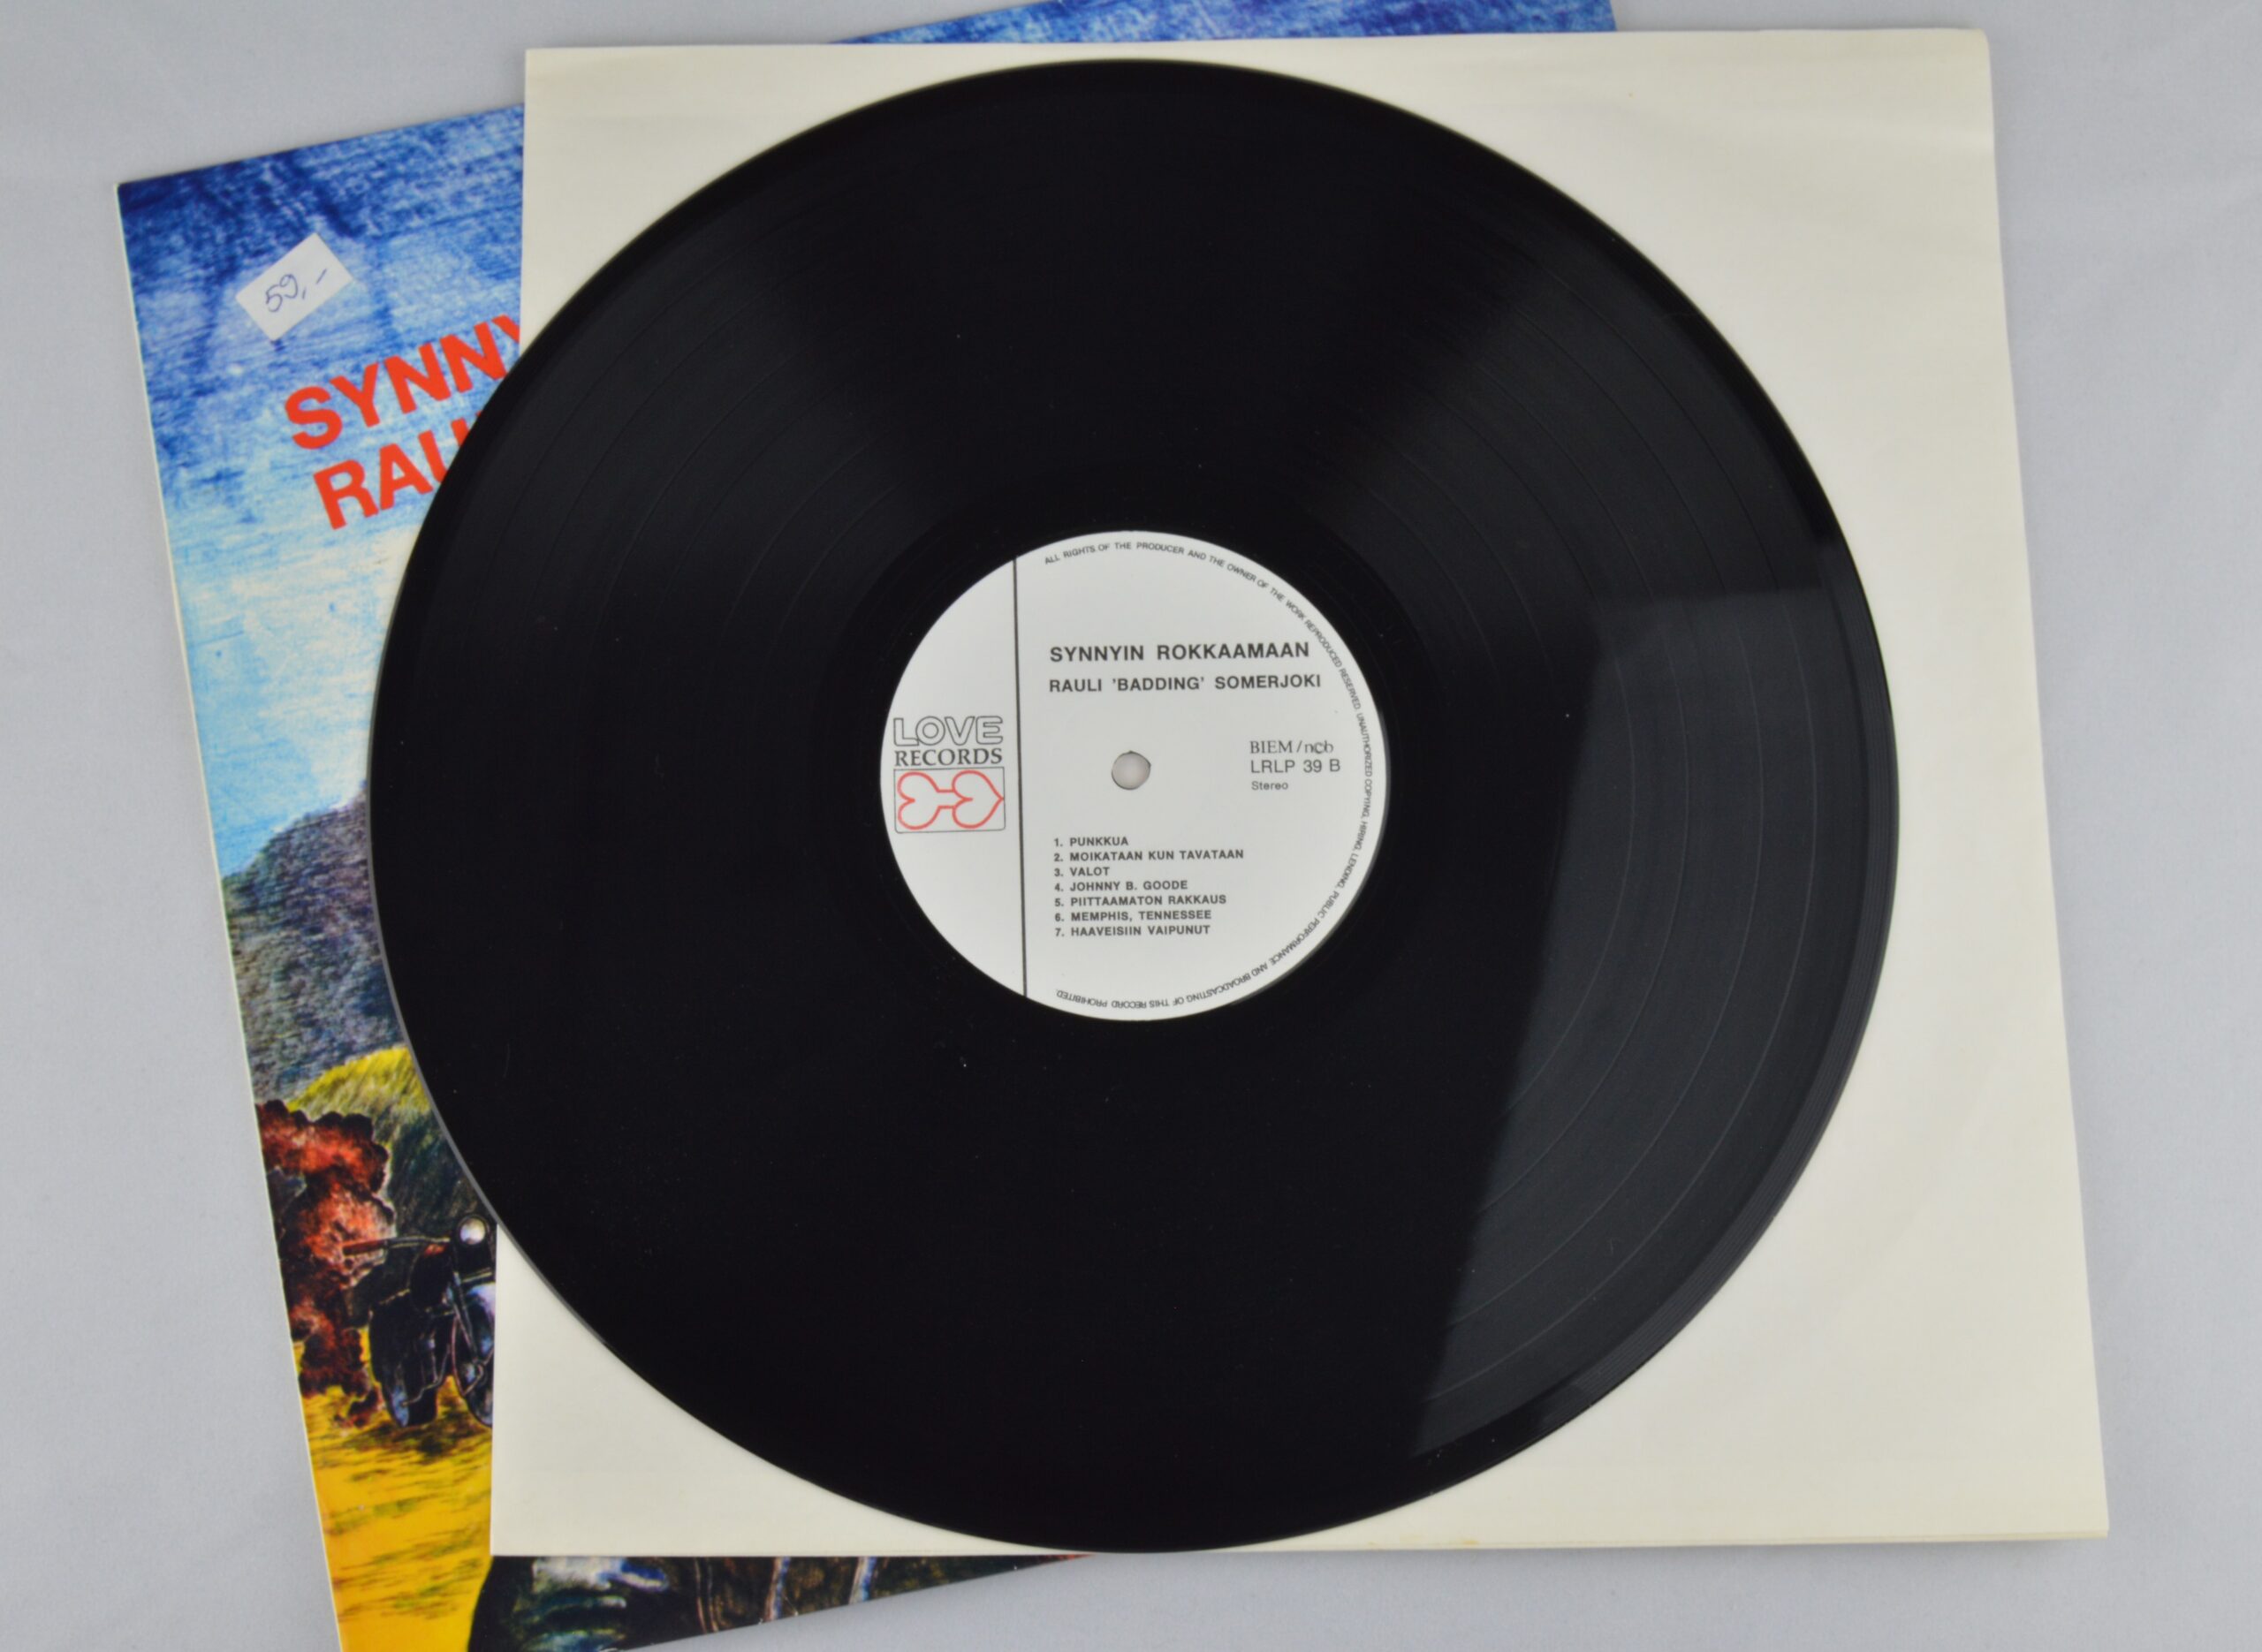 59,-
SYNNY
RAU
ALL RIGHTS OF THE PRODUCER AND THE OWNER OF THE WORK REPRODUCED RESERVED. UNAUTHORIZED COPYING, HIRING, LENDING, PUBLIC PERFORMANCE AND BROADCASTING OF THIS RECORD PROHIBITED.
SYNNYIN ROKKAAMAAN
RAULI 'BADDING' SOMERJOKI
LOVE
RECORDS
BIEM/ncb
LRLP 39 B
Stereo
1. PUNKKUA
2. MOIKATAAN KUN TAVATAAN
3. VALOT
4. JOHNNY B. GOODE
5. PIITTAAMATON RAKKAUS
6. MEMPHIS, TENNESSEE
7. HAAVEISIIN VAIPUNUT